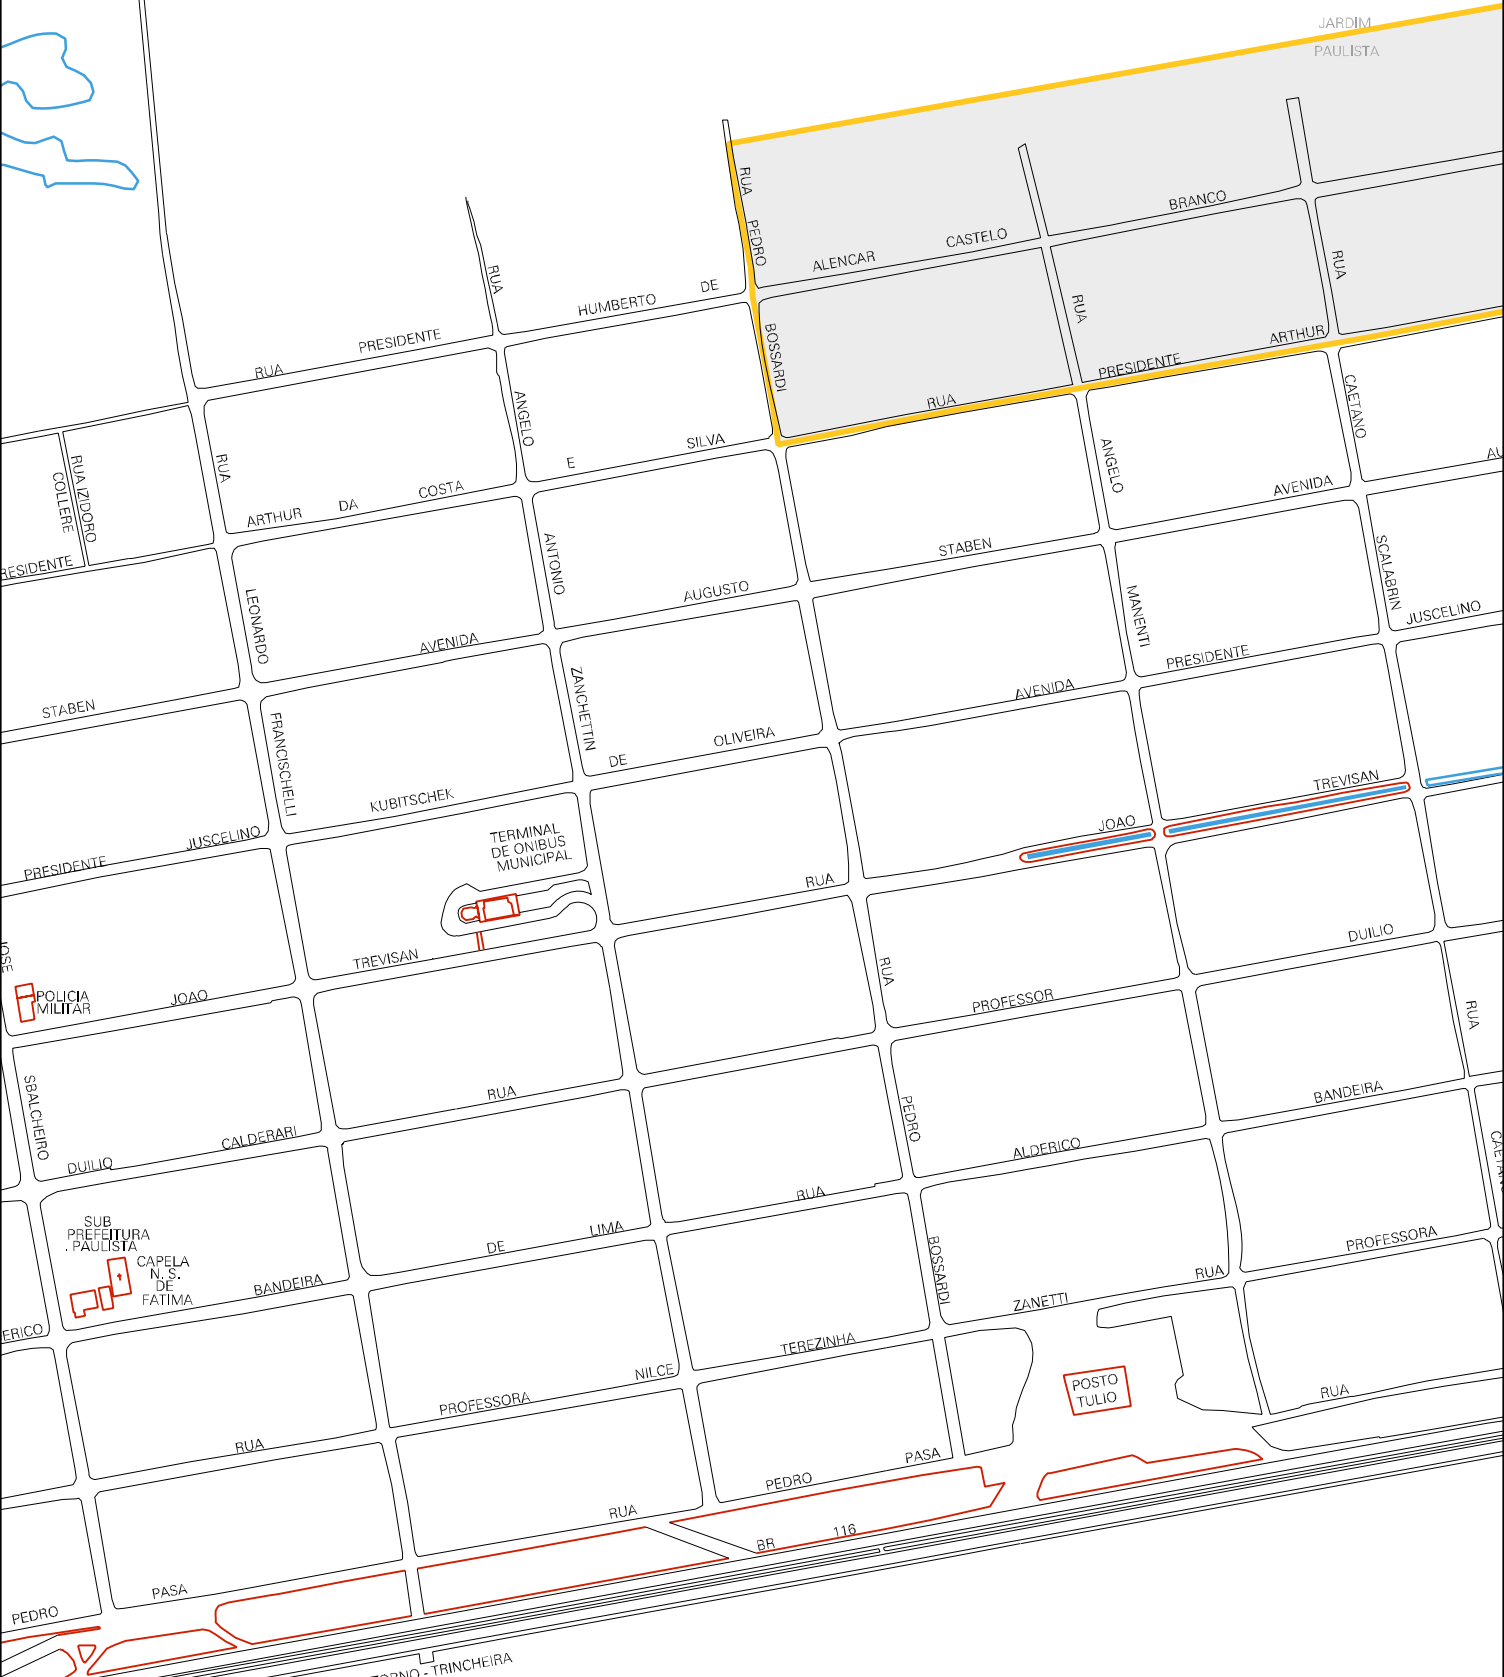 JARDIM
PAULISTA
RUA
PEDRO
BOSSARDI
BRANCO
CASTELO
ALENCAR
DE
HUMBERTO
PRESIDENTE
RUA
RUA
RUA
RUA
ARTHUR
PRESIDENTE
RUA
CAETANO
ANGELO
SILVA
E
COSTA
DA
ARTHUR
RESIDENTE
RUA IZIDORO
COLLERE
RUA
ANGELO
AVENIDA
STABEN
AUGUSTO
AVENIDA
STABEN
ANTONIO
LEONARDO
MANENTI
SCALABRIN
JUSCELINO
PRESIDENTE
AVENIDA
OLIVEIRA
DE
KUBITSCHEK
JUSCELINO
PRESIDENTE
ZANCHETTIN
FRANCISCHELLI
TERMINAL
DE ONIBUS
MUNICIPAL
TREVISAN
JOAO
RUA
TREVISAN
JOAO
POLICIA
MILITAR
DUILIO
PROFESSOR
RUA
CALDERARI
DUILIO
RUA
RUA
PEDRO
BOSSARDI
SBALCHEIRO
BANDEIRA
ALDERICO
RUA
LIMA
DE
BANDEIRA
ERICO
SUB
PREFEITURA
PAULISTA
CAPELA
N. S.
DE
FATIMA
PROFESSORA
RUA
ZANETTI
TEREZINHA
NILCE
PROFESSORA
RUA
POSTO
TULIO
RUA
PASA
PEDRO
RUA
PASA
PEDRO
BR 116
TRINCHEIRA